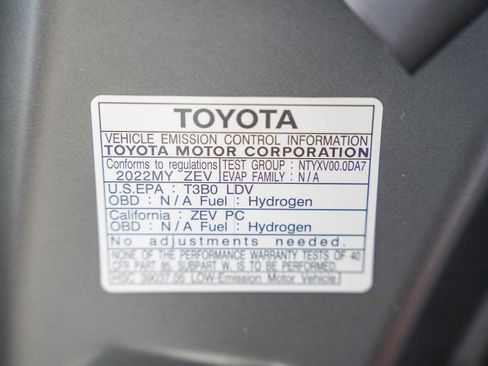 TOYOTA
VEHICLE EMISSION CONTROL INFORMATION
TOYOTA MOTOR CORPORATION
Conforms to regulations TEST GROUP : NTYXV00.0DA7
2022MY ZEV EVAP FAMILY : N/A
U.S.EPA : T3B0 LDV
OBD : N/A Fuel : Hydrogen
California : ZEV PC
OBD : N/A Fuel : Hydrogen
No adjustments needed.
NONE OF THE PERFORMANCE WARRANTY TESTS OF 40
CFR PART 85, SUBPART W, IS TO BE PERFORMED.
HSC LOW Emission Motor Vehicle